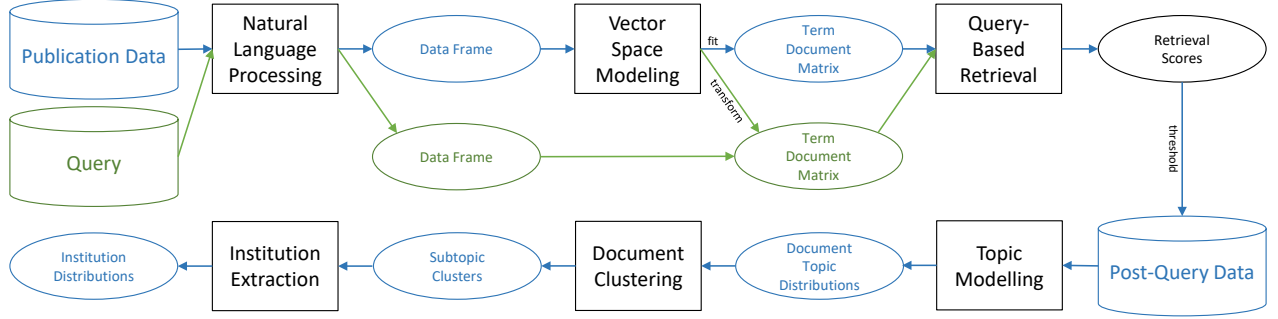 Publication Data
Natural
Language
Processing
Data Frame
Vector
Space
Modeling
fit
transform
Term
Document
Matrix
Query-
Based
Retrieval
Retrieval
Scores
Query
Data Frame
Term
Document
Matrix
threshold
Institution
Distributions
Institution
Extraction
Subtopic
Clusters
Document
Clustering
Document
Topic
Distributions
Topic
Modelling
Post-Query Data